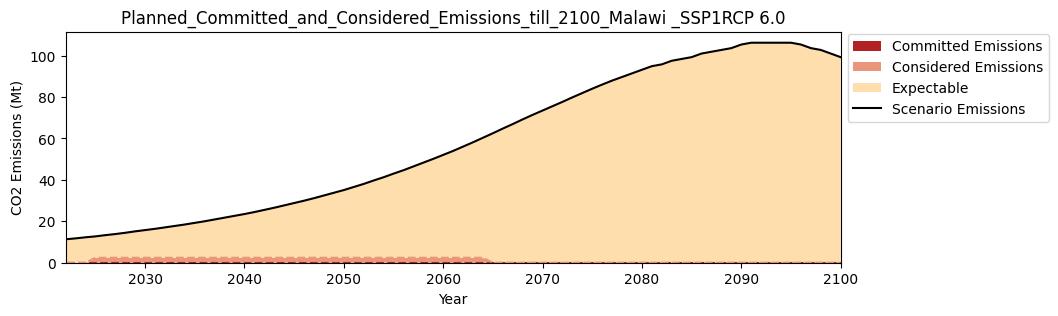 Planned_Committed_and_Considered_Emissions_till_2100_Malawi _SSP1RCP 6.0
CO2 Emissions (Mt)
100
80
60
40
20
0
2030 2040 2050 2060 2070 2080 2090 2100
Year
Committed Emissions
Considered Emissions
Expectable
Scenario Emissions